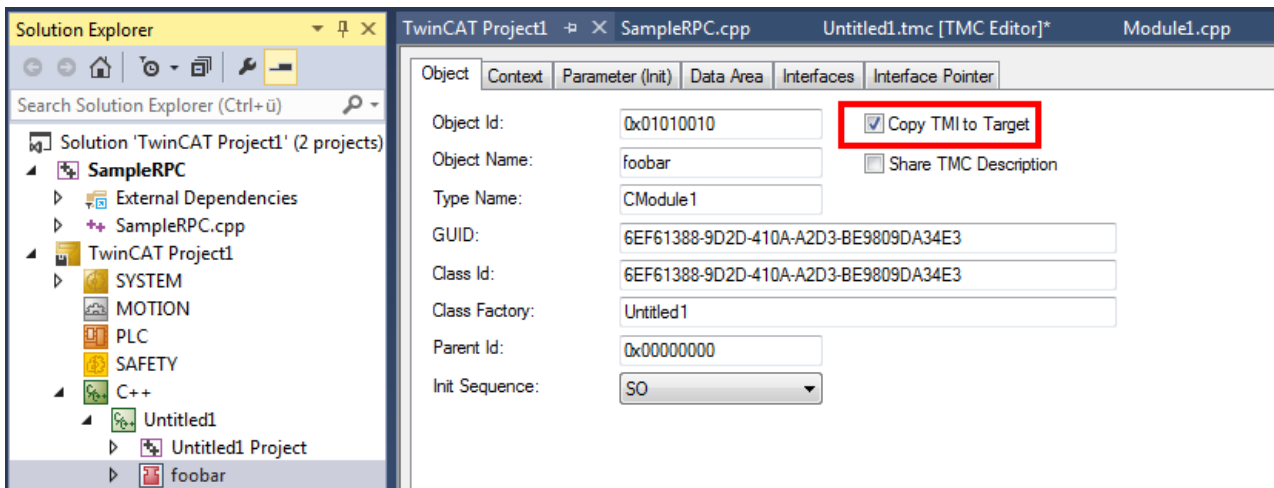 Solution Explorer
Search Solution Explorer (Ctrl+ü)
Solution 'TwinCAT Project1' (2 projects)
SampleRPC
External Dependencies
SampleRPC.cpp
TwinCAT Project1
SYSTEM
MOTION
PLC
SAFETY
C++
Untitled1
Untitled1 Project
foobar
TwinCAT Project1 SampleRPC.cpp Untitled1.tmc [TMC Editor]* Module1.cpp
Object Context Parameter (Init) Data Area Interfaces Interface Pointer
Object Id: 0x01010010 Copy TMI to Target
Object Name: foobar Share TMC Description
Type Name: CModule1
GUID: 6EF61388-9D2D-410A-A2D3-BE9809DA34E3
Class Id: 6EF61388-9D2D-410A-A2D3-BE9809DA34E3
Class Factory: Untitled1
Parent Id: 0x00000000
Init Sequence: SO